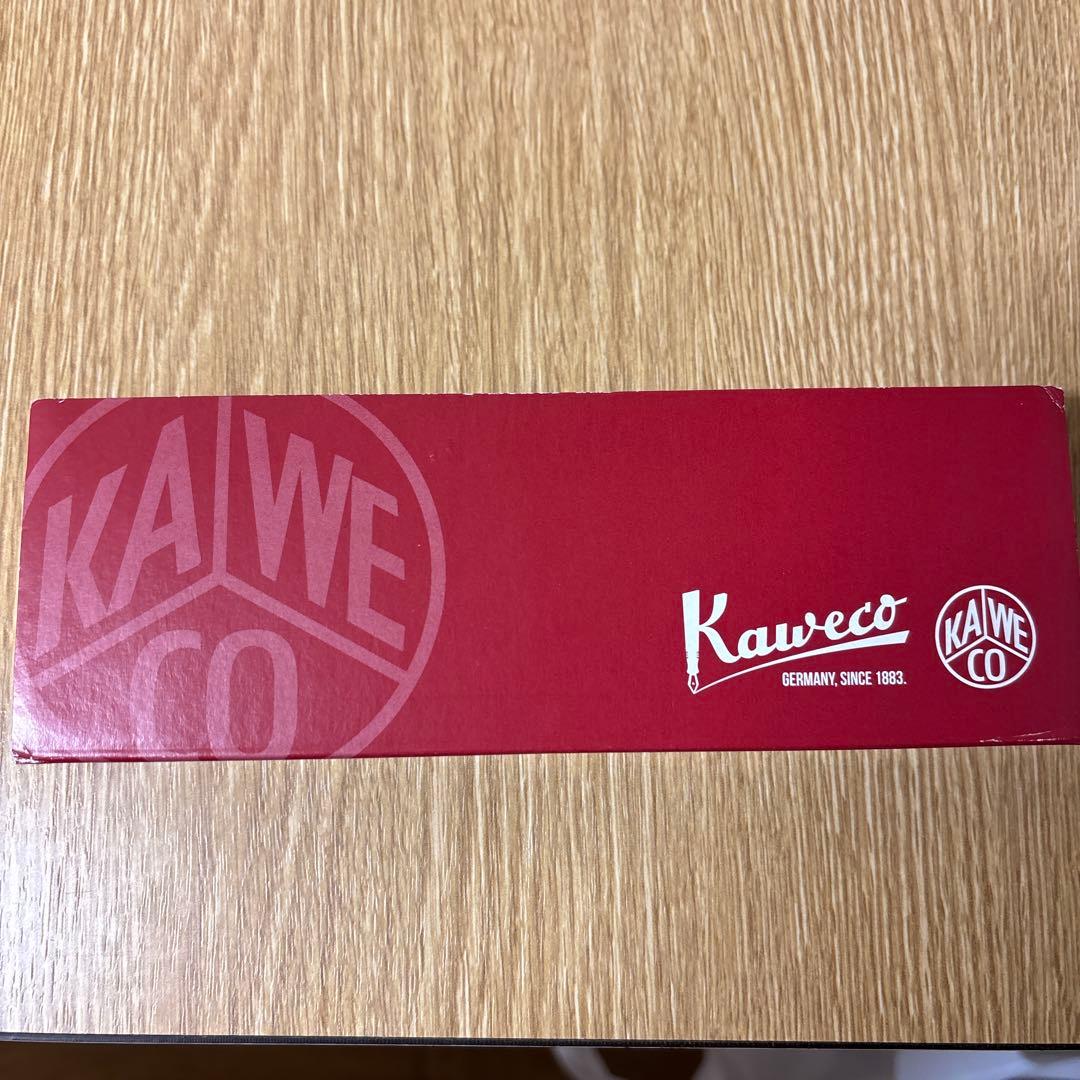 KA WE
CO
Kaweco
GERMANY, SINCE 1883.
KA WE
CO